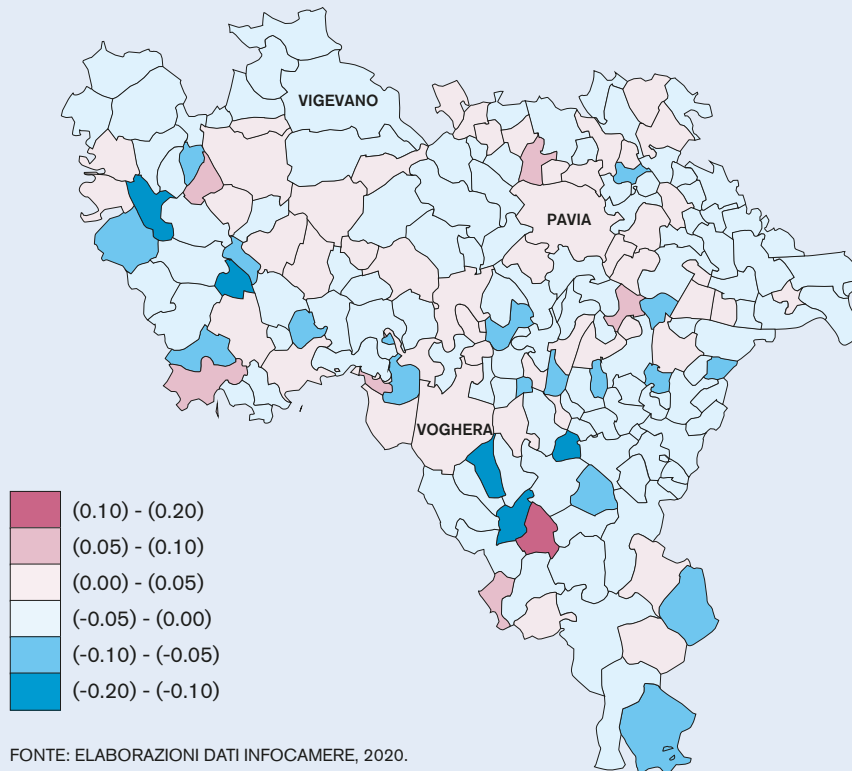 VIGEVANO
PAVIA
VOGHERA
(0.10) - (0.20)
(0.05) - (0.10)
(0.00) - (0.05)
(-0.05) - (0.00)
(-0.10) - (-0.05)
(-0.20) - (-0.10)
FONTE: ELABORAZIONI DATI INFOCAMERE, 2020.